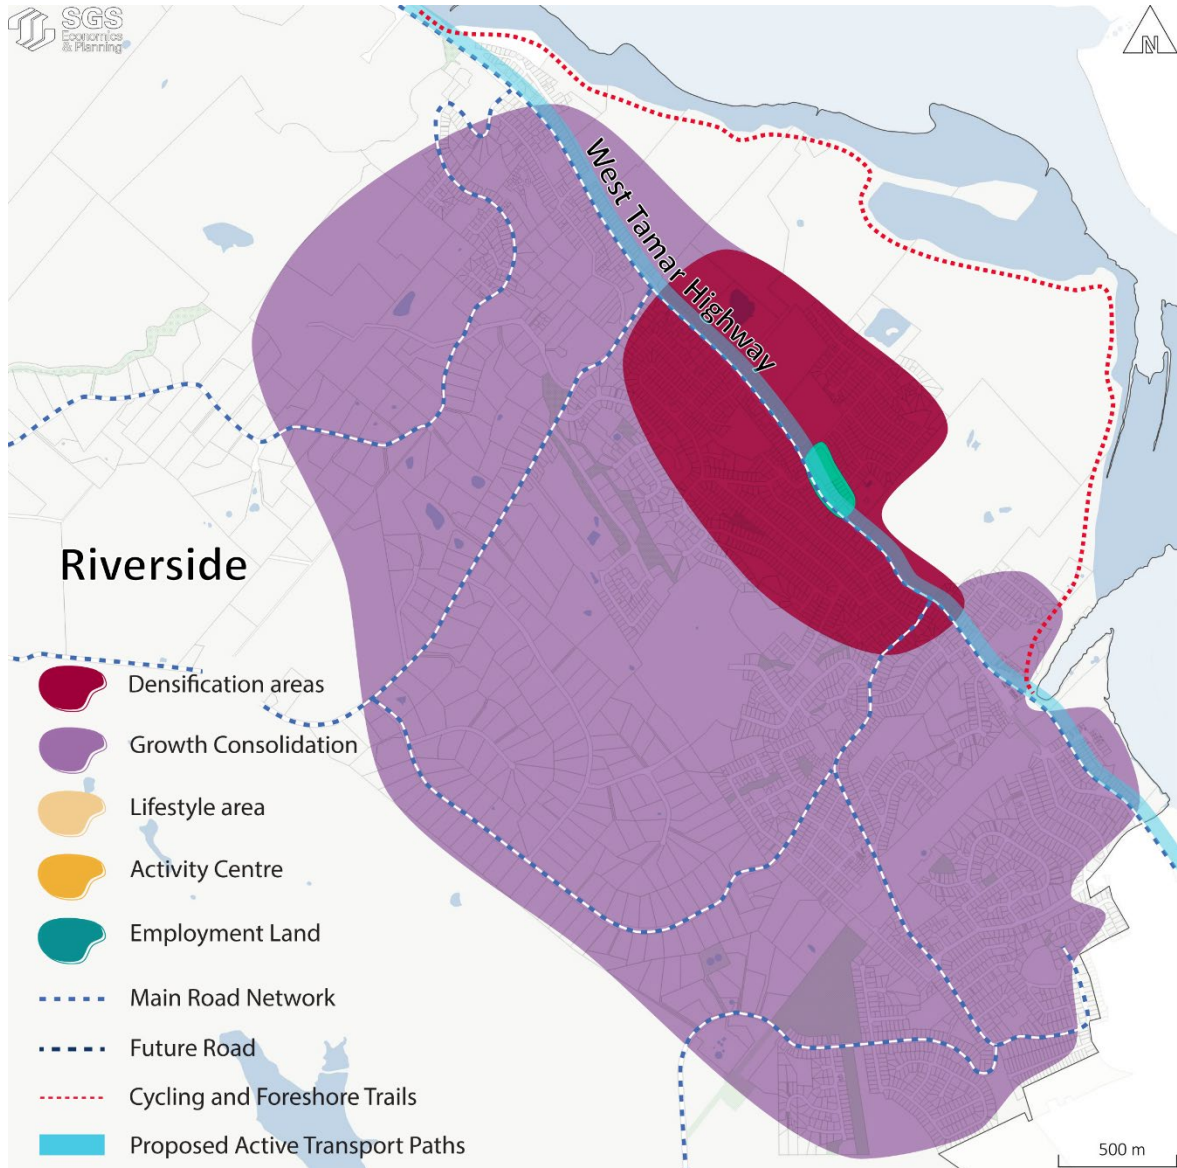 SGS
Economics
& Planning
N
West Tamar Highway
Riverside
Densification areas
Growth Consolidation
Lifestyle area
Activity Centre
Employment Land
Main Road Network
Future Road
Cycling and Foreshore Trails
Proposed Active Transport Paths
500 m